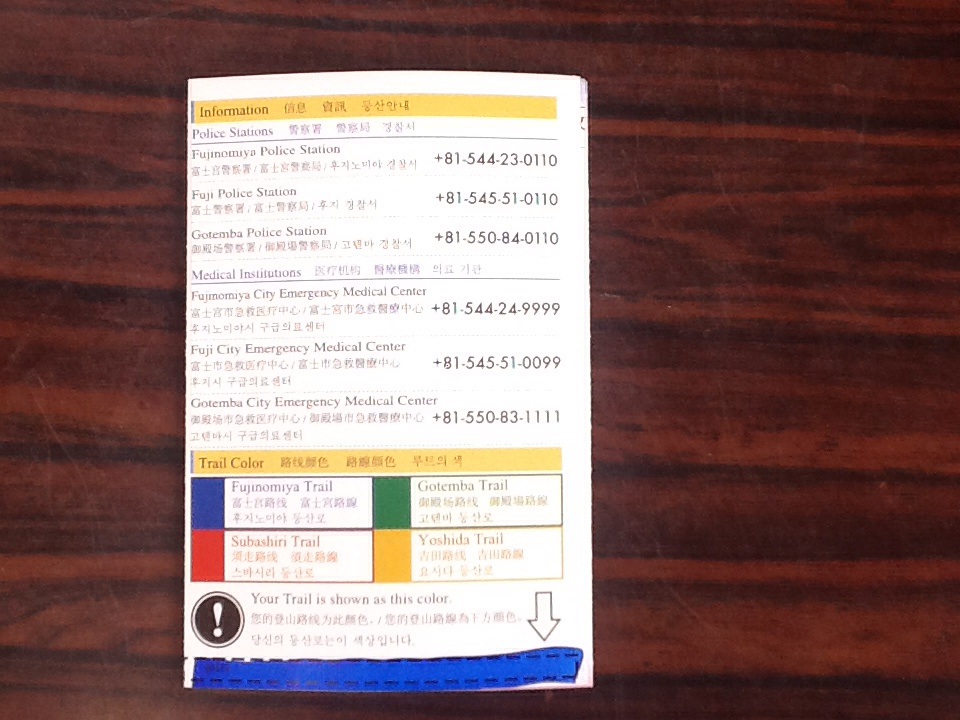 Information 信息 資訊 등산안내
Police Stations 警察署 警察局 경찰서
Fujinomiya Police Station
富士宫警察署 / 富士宮警察局 / 후지노미야 경찰서
+81-544-23-0110
Fuji Police Station
富士警察署 / 富士警察局 / 후지 경찰서
+81-545-51-0110
Gotemba Police Station
御殿场警察署 / 御殿場警察局 / 고텐바 경찰서
+81-550-84-0110
Medical Institutions 医疗机构 醫療機構 의료 기관
Fujinomiya City Emergency Medical Center
富士宫市急救医疗中心 / 富士宮市急救醫療中心
후지노미야시 구급의료센터
+81-544-24-9999
Fuji City Emergency Medical Center
富士市急救医疗中心 / 富士市急救醫療中心
후지시 구급의료센터
+81-545-51-0099
Gotemba City Emergency Medical Center
御殿场市急救医疗中心 / 御殿場市急救醫療中心
고텐바시 구급의료센터
+81-550-83-1111
Trail Color 路线颜色 路線顏色 루트의 색
Fujinomiya Trail
富士宫路线 富士宮路線
후지노미야 등산로
Gotemba Trail
御殿场路线 御殿場路線
고텐바 등산로
Subashiri Trail
须走路线 須走路線
스바시리 등산로
Yoshida Trail
吉田路线 吉田路線
요시다 등산로
Your Trail is shown as this color.
您的登山路线为此颜色。/ 您的登山路線為下方顏色。
당신의 등산로는이 색상입니다.